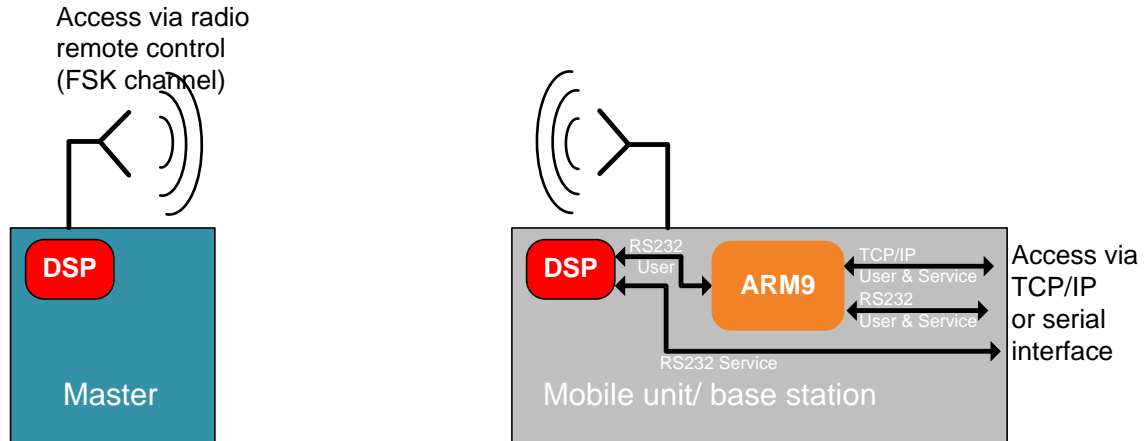 Access via radio
remote control
(FSK channel)
DSP
Master
DSP
RS232
User
ARM9
TCP/IP
User & Service
RS232
User & Service
RS232 Service
Mobile unit/ base station
Access via
TCP/IP
or serial
interface